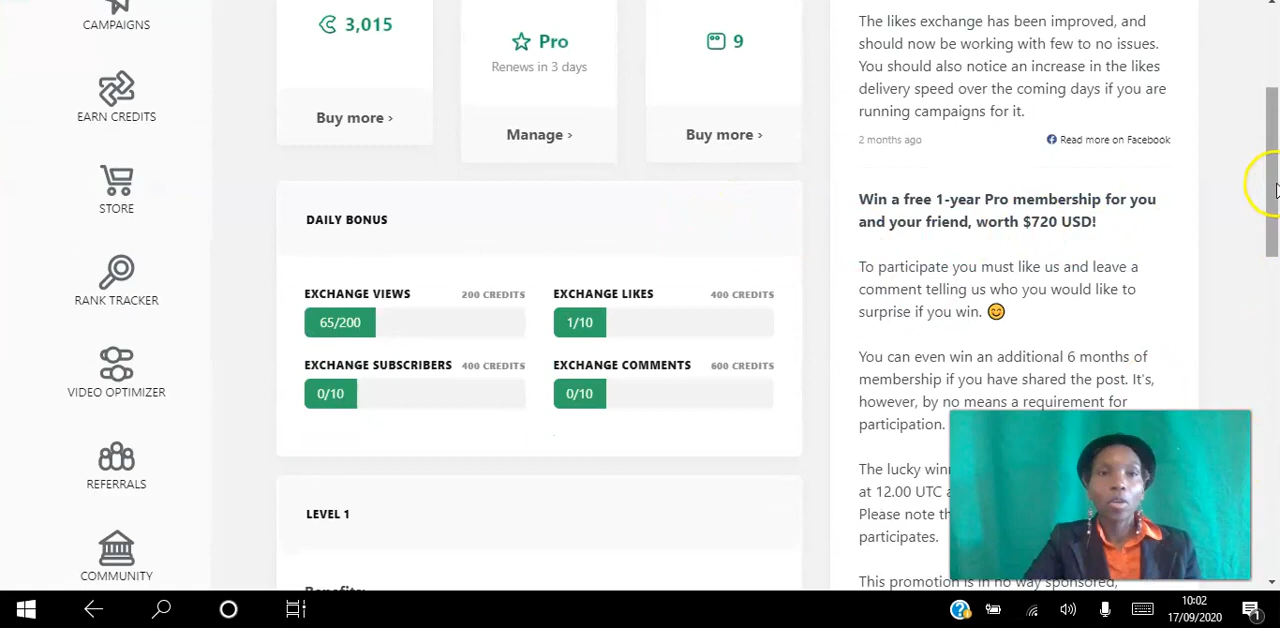 CAMPAIGNS
EARN CREDITS
STORE
RANK TRACKER
VIDEO OPTIMIZER
REFERRALS
COMMUNITY
3,015
Buy more ›
Pro
Renews in 3 days
Manage ›
9
Buy more ›
DAILY BONUS
EXCHANGE VIEWS 200 CREDITS
65/200
EXCHANGE LIKES 400 CREDITS
1/10
EXCHANGE SUBSCRIBERS 400 CREDITS
0/10
EXCHANGE COMMENTS 600 CREDITS
0/10
LEVEL 1
Benefits:
The likes exchange has been improved, and
should now be working with few to no issues.
You should also notice an increase in the likes
delivery speed over the coming days if you are
running campaigns for it.
2 months ago
Read more on Facebook
Win a free 1-year Pro membership for you
and your friend, worth $720 USD!
To participate you must like us and leave a
comment telling us who you would like to
surprise if you win. 😊
You can even win an additional 6 months of
membership if you have shared the post. It's,
however, by no means a requirement for
participation.
The lucky
at 12.00 UTC
Please note
participates.
This promotion is in no way sponsored,
10:02
17/09/2020
1